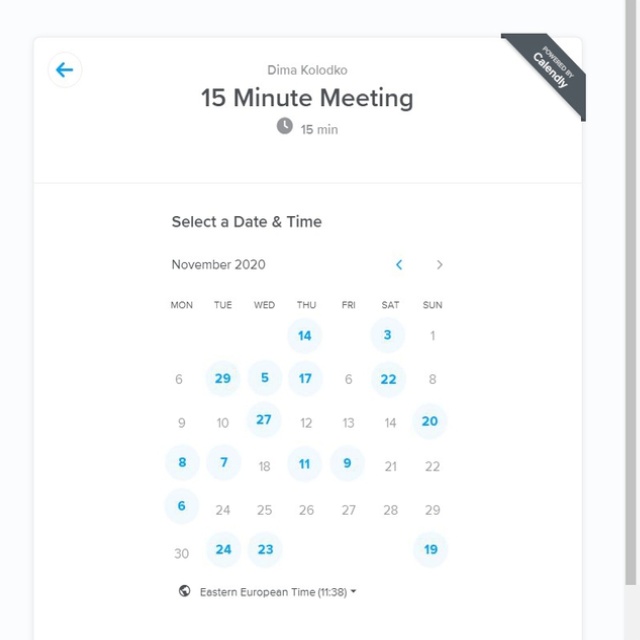 Dima Kolodko
POWERED BY
Calendly
15 Minute Meeting
15 min
Select a Date & Time
November 2020
MON TUE WED THU FRI SAT SUN
14 3 1
6 29 5 17 6 22 8
9 10 27 12 13 14 20
8 7 18 11 9 21 22
6 24 25 26 27 28 29
30 24 23 19
Eastern European Time (11:38)